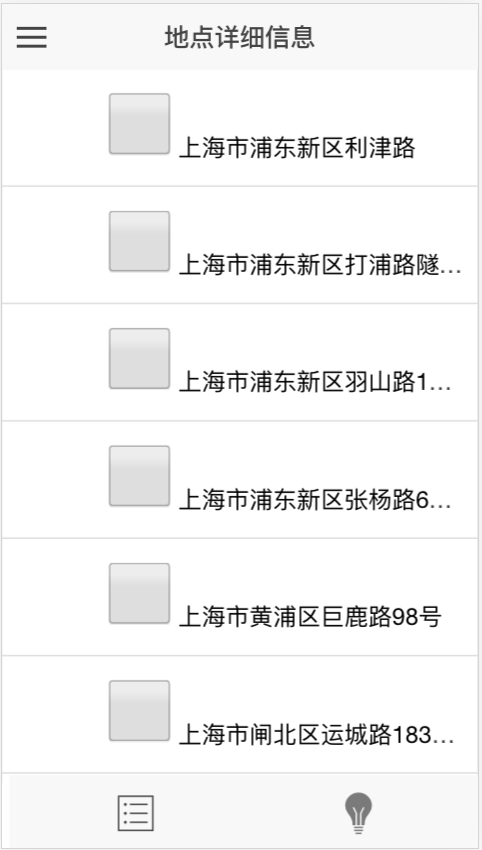 地点详细信息
上海市浦东新区利津路
上海市浦东新区打浦路隧…
上海市浦东新区羽山路1…
上海市浦东新区张杨路6…
上海市黄浦区巨鹿路98号
上海市闸北区运城路183…